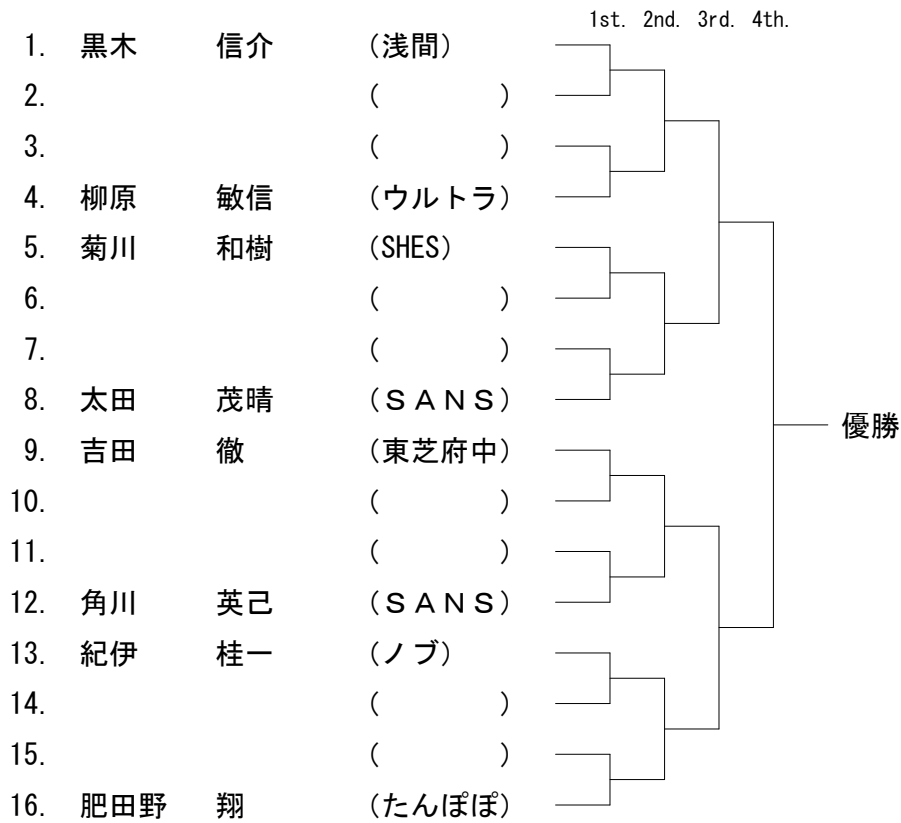 1st. 2nd. 3rd. 4th.
1. 黒木 信介 (浅間)
2. ( )
3. ( )
4. 柳原 敏信 (ウルトラ)
5. 菊川 和樹 (SHES)
6. ( )
7. ( )
8. 太田 茂晴 (ＳＡＮＳ)
優勝
9. 吉田 徹 (東芝府中)
10. ( )
11. ( )
12. 角川 英己 (ＳＡＮＳ)
13. 紀伊 桂一 (ノブ)
14. ( )
15. ( )
16. 肥田野 翔 (たんぽぽ)